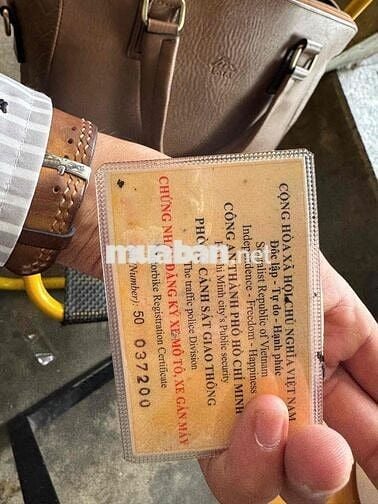 CỘNG HÒA XÃ HỘI CHỦ NGHĨA VIỆT NAM
Độc lập - Tự do - Hạnh phúc
Socialist Republic of Vietnam
Independence - Freedom - Happiness
CÔNG AN THÀNH PHỐ HỒ CHÍ MINH
Chi Minh city's Public security
PHÒNG CẢNH SÁT GIAO THÔNG
The traffic police Division
CHỨNG NHẬN ĐĂNG KÝ XE MÔ TÔ, XE GẮN MÁY
Motorbike Registration Certificate
(Number): 50 037200
muaban.net